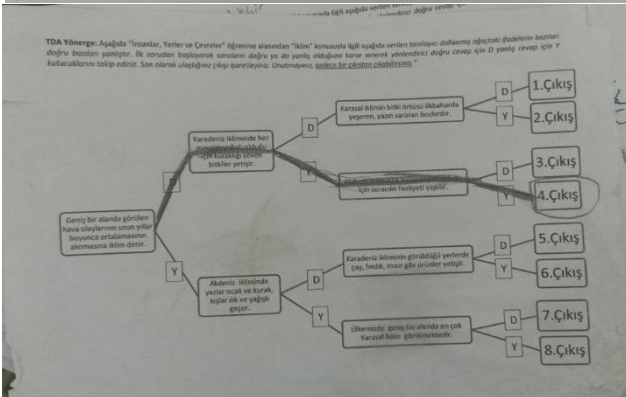 TDA Yönerge: Aşağıda "İnsanlar, Yerler ve Çevreler" öğrenme alanından "İklim" konusuyla ilgili aşağıda verilen tanılayıcı dallanmış ağaçtaki ifadelerin bazıları
doğru bazıları yanlıştır. İlk sorudan başlayarak soruların doğru ya da yanlış olduğuna karar vererek yönlendirici doğru cevap için D yanlış cevap için Y
kutucuklarını takip ediniz. Son olarak ulaştığınız çıkışı işaretleyiniz. Unutmayınız, sadece bir çıkıştan çıkabilirsiniz.
Geniş bir alanda görülen
hava olaylarının uzun yıllar
boyunca ortalamasının
alınmasına iklim denir.
Y
Karadeniz ikliminde her
için kuraklığı seven
bitkiler yetişir.
D
Y
Akdeniz ikliminde
yazlar sıcak ve kurak,
kışlar ılık ve yağışlı
geçer.
D
Y
Karasal iklimin bitki örtüsü ilkbaharda
yeşeren, yazın sararan bozkırdır.
D
Y
1.Çıkış
2.Çıkış
için seracılık faaliyeti yapılır.
D
Y
3.Çıkış
4.Çıkış
Karadeniz ikliminin görüldüğü yerlerde
çay, fındık, mısır gibi ürünler yetişir.
D
Y
5.Çıkış
6.Çıkış
Ülkemizde geniş bir alanda en çok
Karasal iklim görülmektedir.
D
Y
7.Çıkış
8.Çıkış